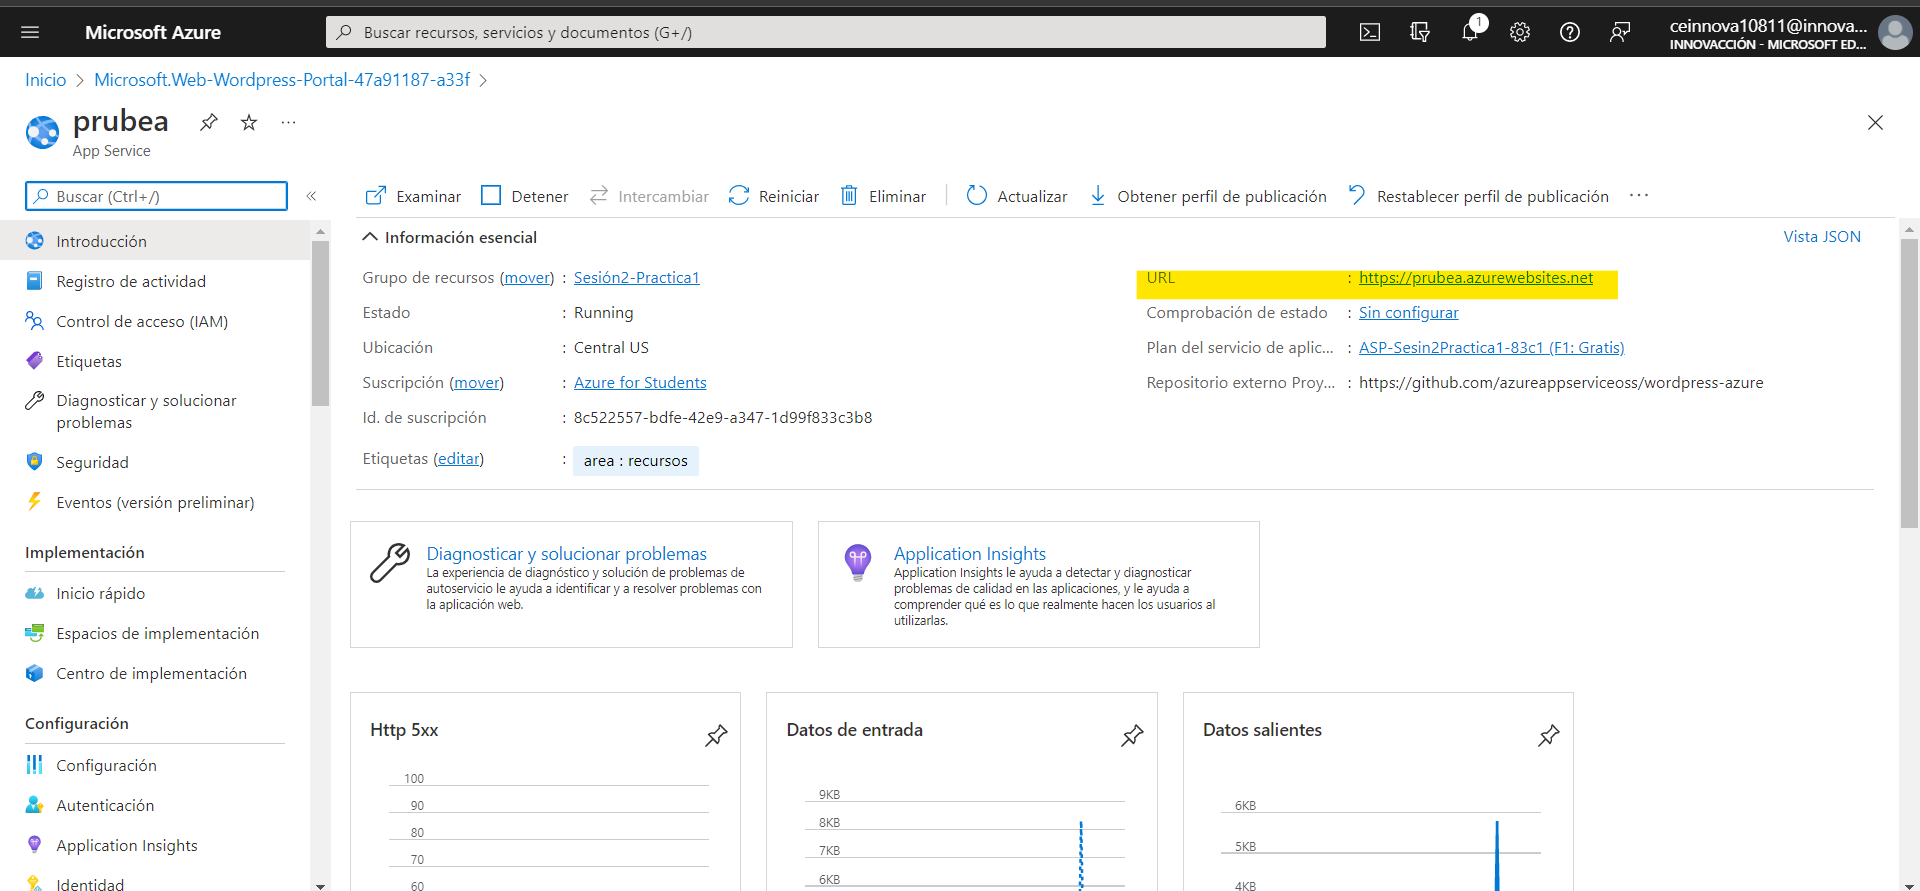 Microsoft Azure
Buscar recursos, servicios y documentos (G+/)
1
ceinnova10811@innova...
INNOVACCIÓN - MICROSOFT ED...
Inicio > Microsoft.Web-Wordpress-Portal-47a91187-a33f >
prubea
App Service
Buscar (Ctrl+/)
Introducción
Registro de actividad
Control de acceso (IAM)
Etiquetas
Diagnosticar y solucionar
problemas
Seguridad
Eventos (versión preliminar)
Implementación
Inicio rápido
Espacios de implementación
Centro de implementación
Configuración
Configuración
Autenticación
Application Insights
Identidad
Examinar
Detener
Intercambiar
Reiniciar
Eliminar
Actualizar
Obtener perfil de publicación
Restablecer perfil de publicación
Información esencial
Vista JSON
Grupo de recursos (mover) : Sesión2-Practica1
Estado : Running
Ubicación : Central US
Suscripción (mover) : Azure for Students
Id. de suscripción : 8c522557-bdfe-42e9-a347-1d99f833c3b8
Etiquetas (editar) : area : recursos
URL : https://prubea.azurewebsites.net
Comprobación de estado : Sin configurar
Plan del servicio de aplic... : ASP-Sesin2Practica1-83c1 (F1: Gratis)
Repositorio externo Proy... : https://github.com/azureappserviceoss/wordpress-azure
Diagnosticar y solucionar problemas
La experiencia de diagnóstico y solución de problemas de
autoservicio le ayuda a identificar y a resolver problemas con
la aplicación web.
Application Insights
Application Insights le ayuda a detectar y diagnosticar
problemas de calidad en las aplicaciones, y le ayuda a
comprender qué es lo que realmente hacen los usuarios al
utilizarlas.
Http 5xx
100
90
80
70
60
Datos de entrada
9KB
8KB
7KB
6KB
Datos salientes
6KB
5KB
4KB